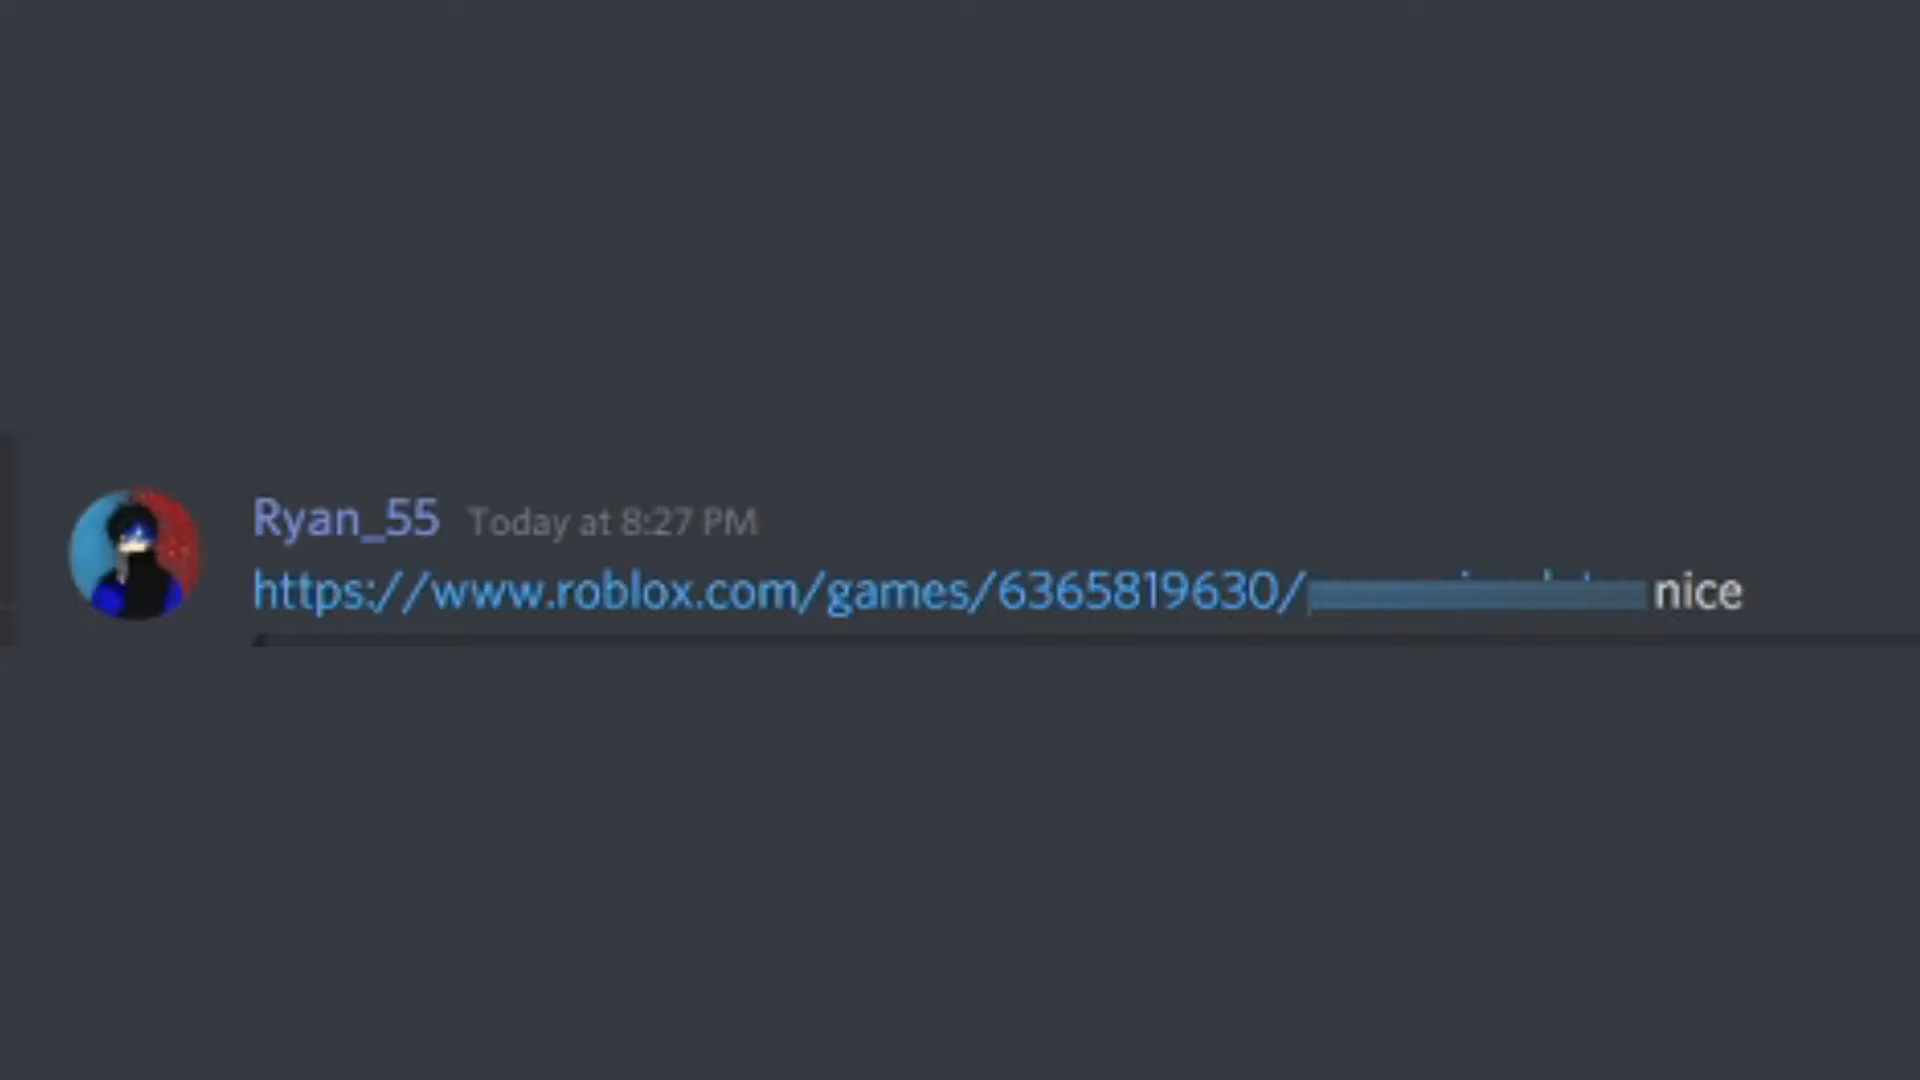 Ryan_55 Today at 8:27 PM
https://www.roblox.com/games/6365819630/ nice